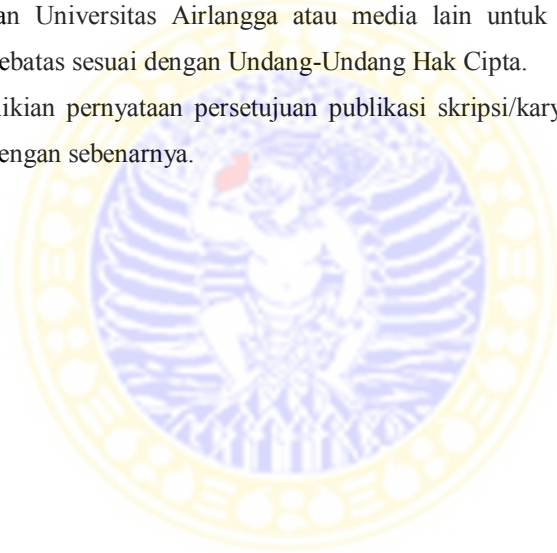 an Universitas Airlangga atau media lain untuk
ebatas sesuai dengan Undang-Undang Hak Cipta.
ikian pernyataan persetujuan publikasi skripsi/kary
engan sebenarnya.